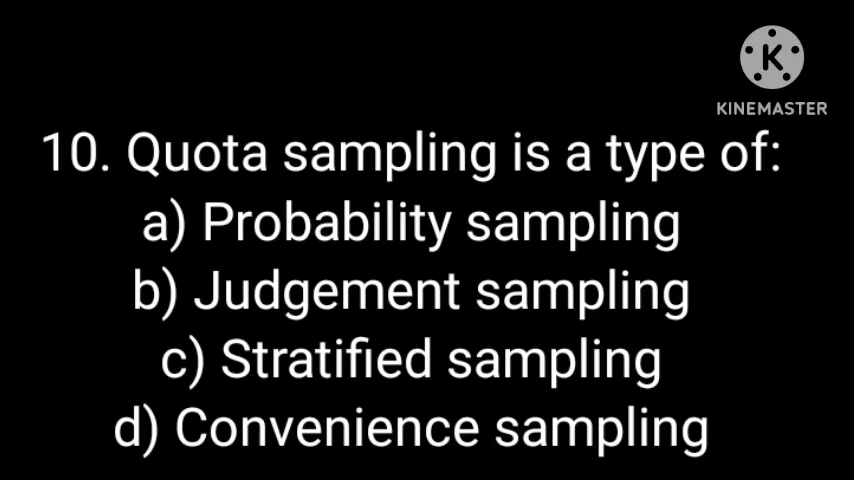 KINEMASTER
10. Quota sampling is a type of:
a) Probability sampling
b) Judgement sampling
c) Stratified sampling
d) Convenience sampling